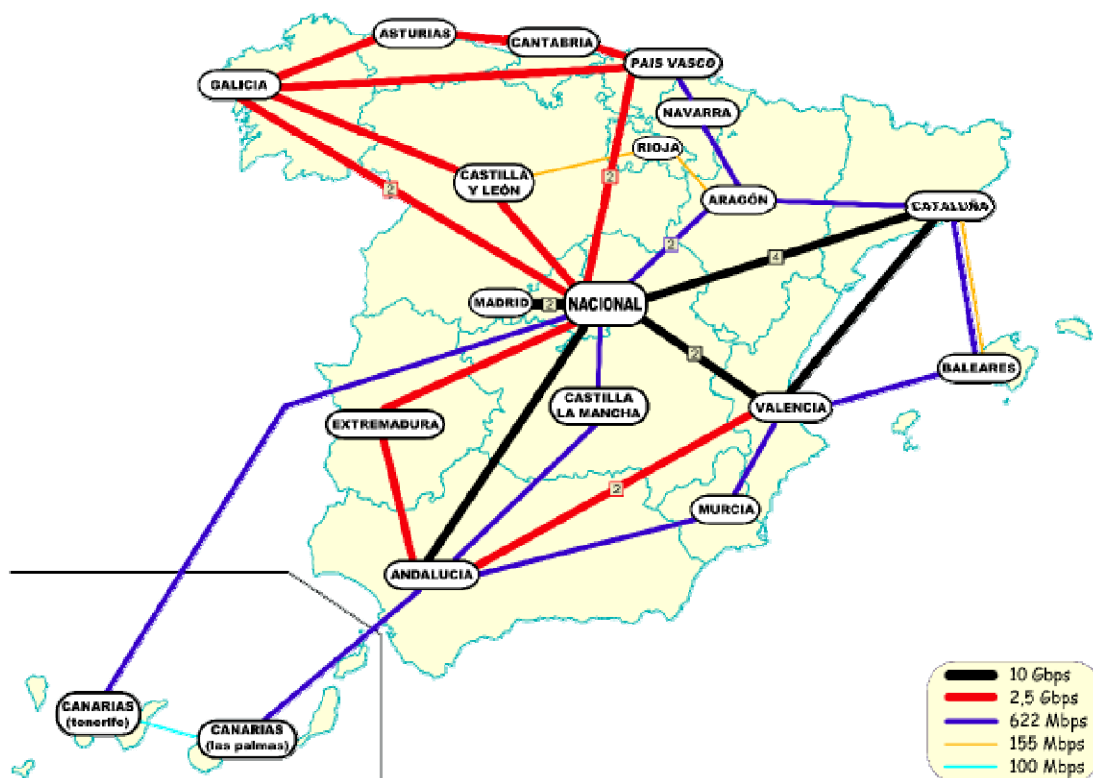 ASTURIAS
CANTABRIA
PAIS VASCO
GALICIA
NAVARRA
RIOJA
CASTILLA
Y LEÓN
2
2
ARAGÓN
CATALUÑA
2
4
MADRID
2
NACIONAL
2
BALEARES
CASTILLA
LA MANCHA
VALENCIA
EXTREMADURA
2
MURCIA
ANDALUCIA
CANARIAS
(tenerife)
CANARIAS
(las palmas)
10 Gbps
2,5 Gbps
622 Mbps
155 Mbps
100 Mbps